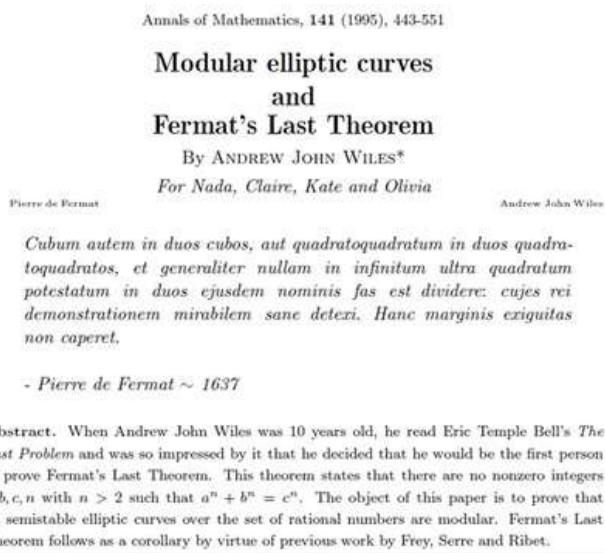 Annals of Mathematics, 141 (1995), 443-551
Modular elliptic curves
and
Fermat's Last Theorem
By ANDREW JOHN WILES*
For Nada, Claire, Kate and Olivia
Pierre de Fermat
Andrew John Wiles
Cubum autem in duos cubos, aut quadratoquadratum in duos quadra-
toquadratos, et generaliter nullam in infinitum ultra quadratum
potestatum in duos ejusdem nominis fas est dividere: cujes rei
demonstrationem mirabilem sane detexi. Hanc marginis exiguitas
non caperet.
- Pierre de Fermat ∼ 1637
bstract. When Andrew John Wiles was 10 years old, he read Eric Temple Bell's The
st Problem and was so impressed by it that he decided that he would be the first person
prove Fermat's Last Theorem. This theorem states that there are no nonzero integers
b, c, n with n > 2 such that aⁿ + bⁿ = cⁿ. The object of this paper is to prove that
semistable elliptic curves over the set of rational numbers are modular. Fermat's Last
eorem follows as a corollary by virtue of previous work by Frey, Serre and Ribet.